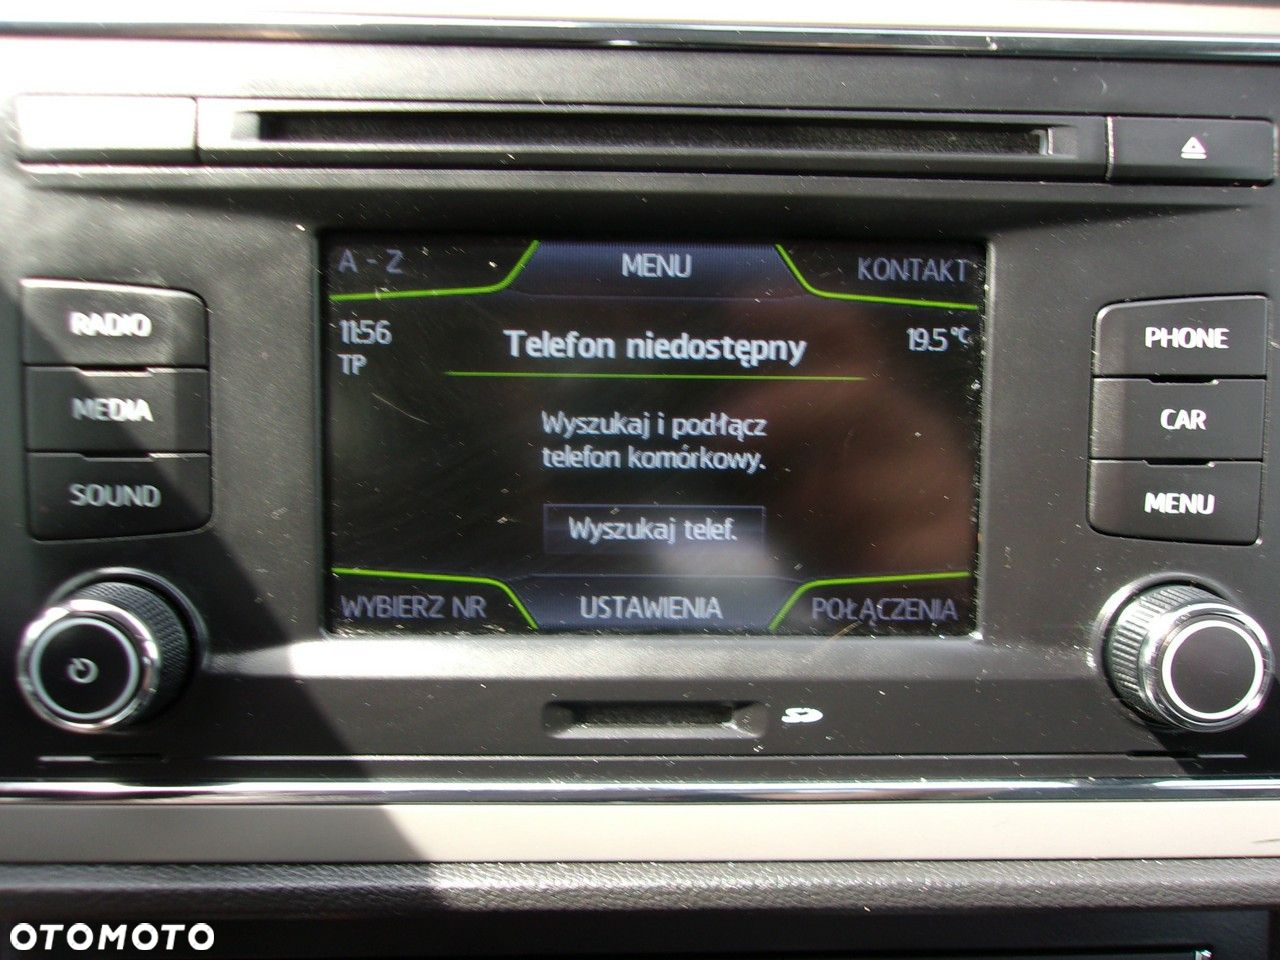 A - Z
MENU
KONTAKT
RADIO
MEDIA
SOUND
11:56
TP
Telefon niedostępny
19.5°C
Wyszukaj i podłącz
telefon komórkowy.
Wyszukaj telef.
WYBIERZ NR
USTAWIENIA
POŁĄCZENIA
PHONE
CAR
MENU
SD
OTOMOTO